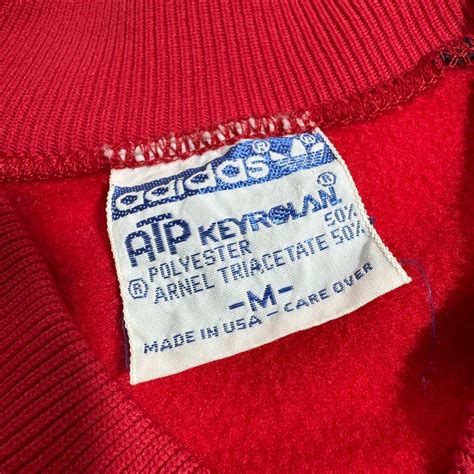 adidas®
ATP KEYROLAN®
POLYESTER 50%
® ARNEL TRIACETATE 50%
-M-
MADE IN USA - CARE OVER